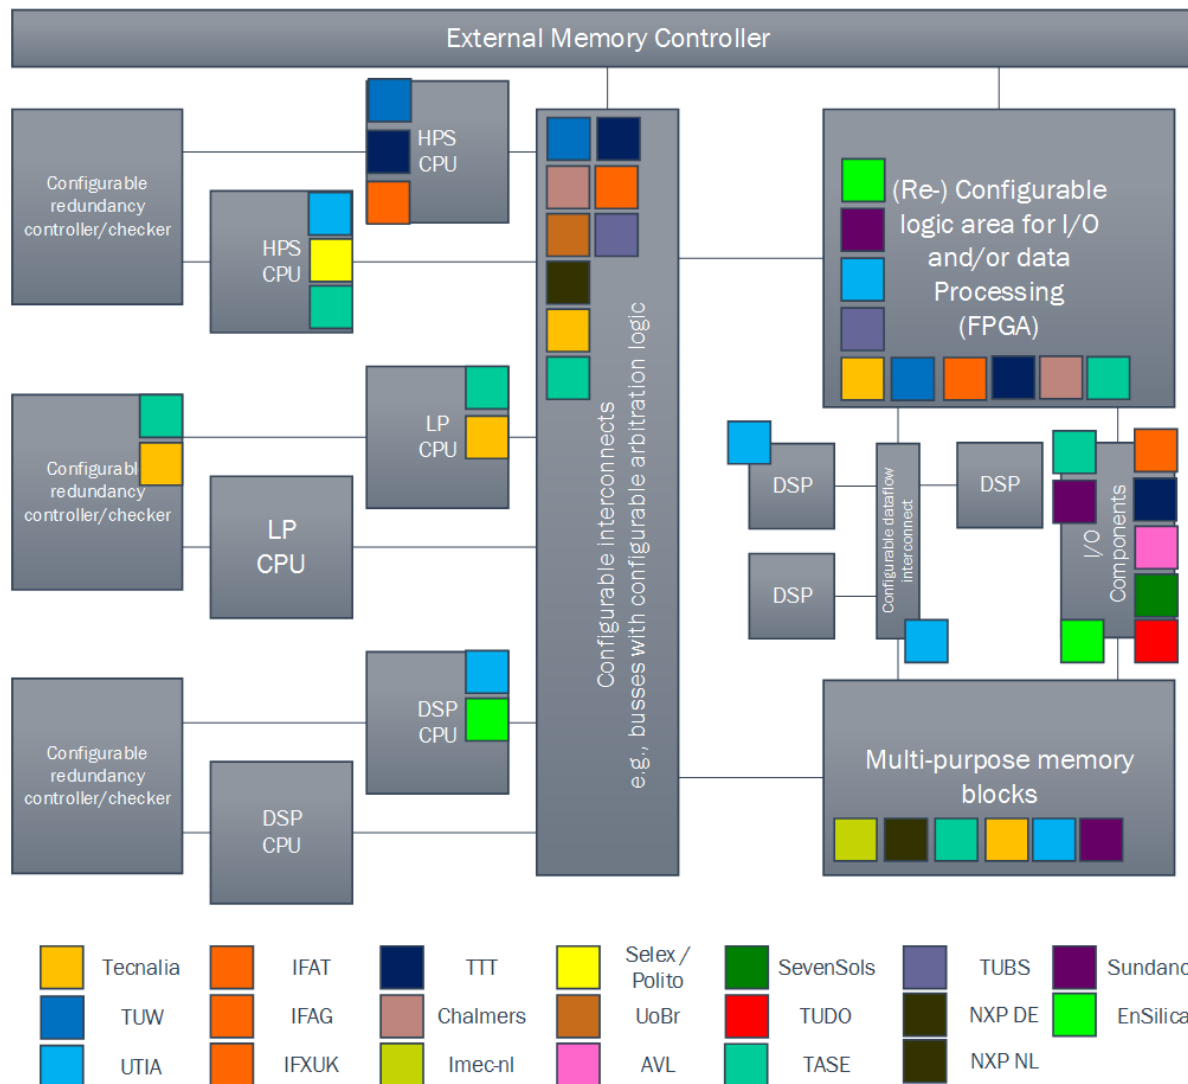 External Memory Controller
HPS
CPU
Configurable
redundancy
controller/checker
HPS
CPU
(Re-) Configurable
logic area for I/O
and/or data
Processing
(FPGA)
Configurable interconnects
e.g., busses with configurable arbitration logic
LP
CPU
Configurable
redundancy
controller/checker
LP
CPU
DSP
Configurable dataflow
interconnect
DSP
I/O
Components
DSP
DSP
CPU
Configurable
redundancy
controller/checker
DSP
CPU
Multi-purpose memory
blocks
Tecnalia
IFAT
TTT
Selex /
Polito
SevenSols
TUBS
Sundanc
TUW
IFAG
Chalmers
UoBr
TUDO
NXP DE
EnSilica
UTIA
IFXUK
Imec-nl
AVL
TASE
NXP NL